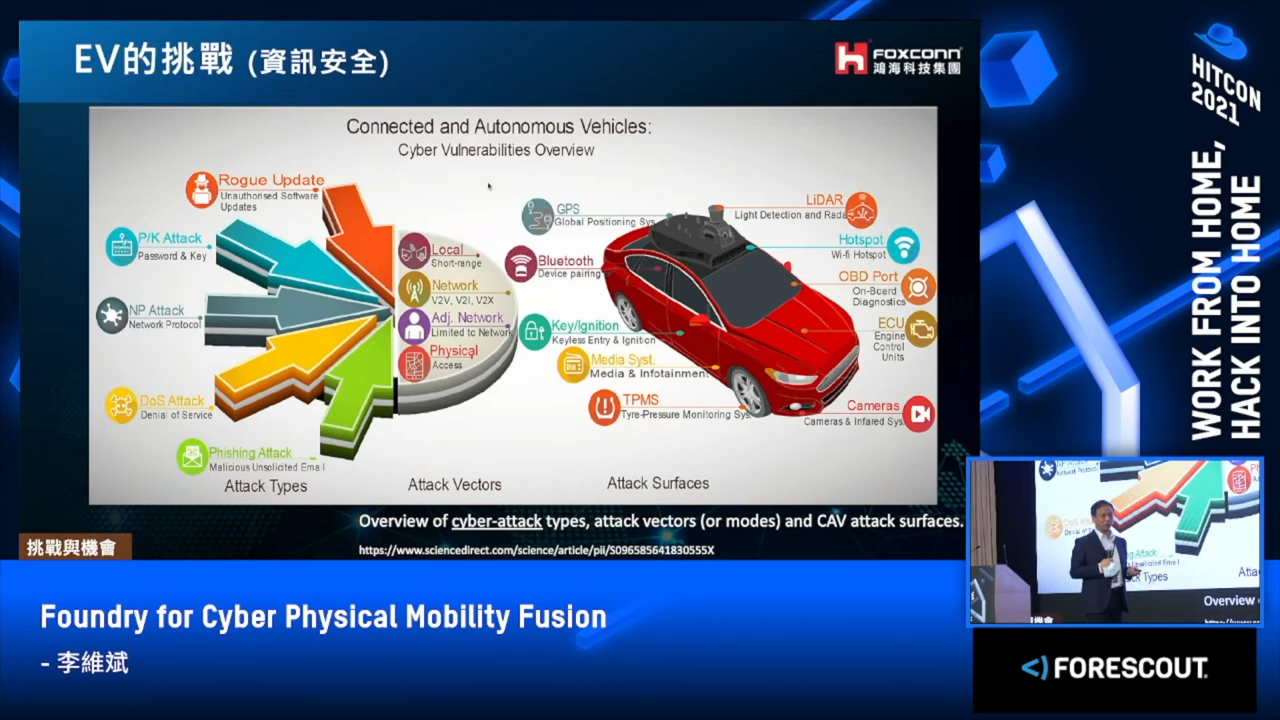 EV的挑戰 (資訊安全)
FOXCONN
鴻海科技集團
Connected and Autonomous Vehicles:
Cyber Vulnerabilities Overview
Rogue Update
Unauthorised Software
Updates
P/K Attack
Password & Key
NP Attack
Network Protocol
DoS Attack
Denial of Service
Phishing Attack
Malicious Unsolicited Email
Attack Types
Local
Short-range
Network
V2V, V2I, V2X
Adj. Network
Limited to Network
Physical
Access
Attack Vectors
GPS
Global Positioning Sys.
Bluetooth
Device pairing
Key/Ignition
Keyless Entry & Ignition
Media Syst.
Media & Infotainment
TPMS
Tyre-Pressure Monitoring Sys.
LiDAR
Light Detection and Radar
Hotspot
Wi-fi Hotspot
OBD Port
On-Board
Diagnostics
ECU
Engine
Control
Units
Cameras
Cameras & Infared Sys.
Attack Surfaces
Overview of cyber-attack types, attack vectors (or modes) and CAV attack surfaces.
https://www.sciencedirect.com/science/article/pii/S096585641830555X
挑戰與機會
Foundry for Cyber Physical Mobility Fusion
- 李維斌
HITCON
2021
WORK FROM HOME,
HACK INTO HOME
Network Protocol
Attack
ck Types
Atta
Overview
FORESCOUT.